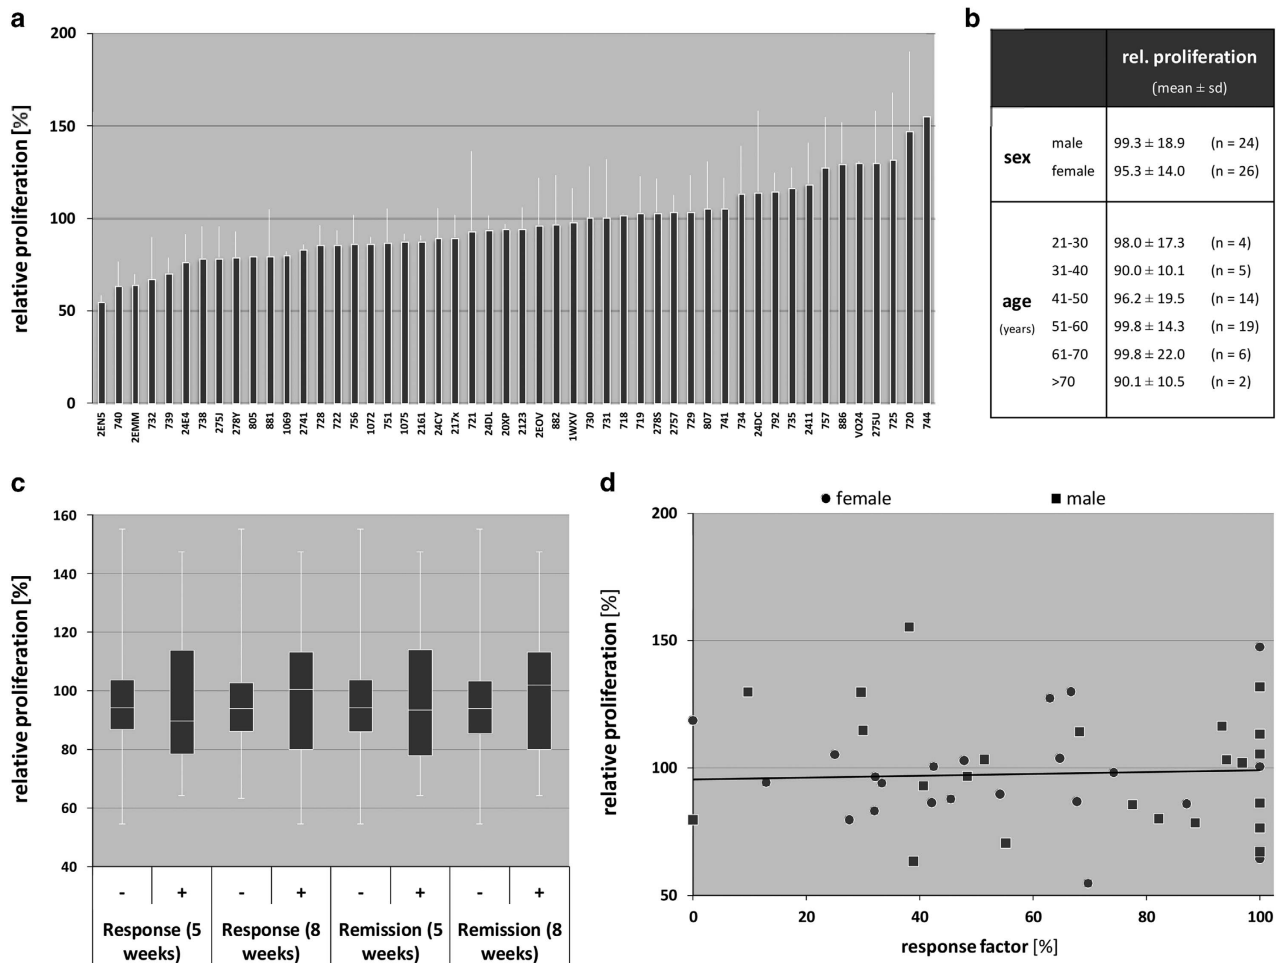 a
200
150
100
50
0
relative proliferation [%]
2EN5 740 2EMM 732 739 24E4 738 275J 278Y 805 881 1069 2741 728 722 756 1072 751 1075 2161 24CY 217x 721 24DL 20XP 2123 2EOV 882 1WXV 730 731 718 719 278S 2757 729 807 741 734 24DC 792 735 2411 757 886 VO24 275U 725 720 744
b
rel. proliferation
(mean ± sd)
sex
male 99.3 ± 18.9 (n = 24)
female 95.3 ± 14.0 (n = 26)
age
(years)
21-30 98.0 ± 17.3 (n = 4)
31-40 90.0 ± 10.1 (n = 5)
41-50 96.2 ± 19.5 (n = 14)
51-60 99.8 ± 14.3 (n = 19)
61-70 99.8 ± 22.0 (n = 6)
>70 90.1 ± 10.5 (n = 2)
c
160
140
120
100
80
60
40
relative proliferation [%]
- + - + - + - +
Response (5 weeks)
Response (8 weeks)
Remission (5 weeks)
Remission (8 weeks)
d
female male
200
150
100
50
relative proliferation [%]
0 20 40 60 80 100
response factor [%]